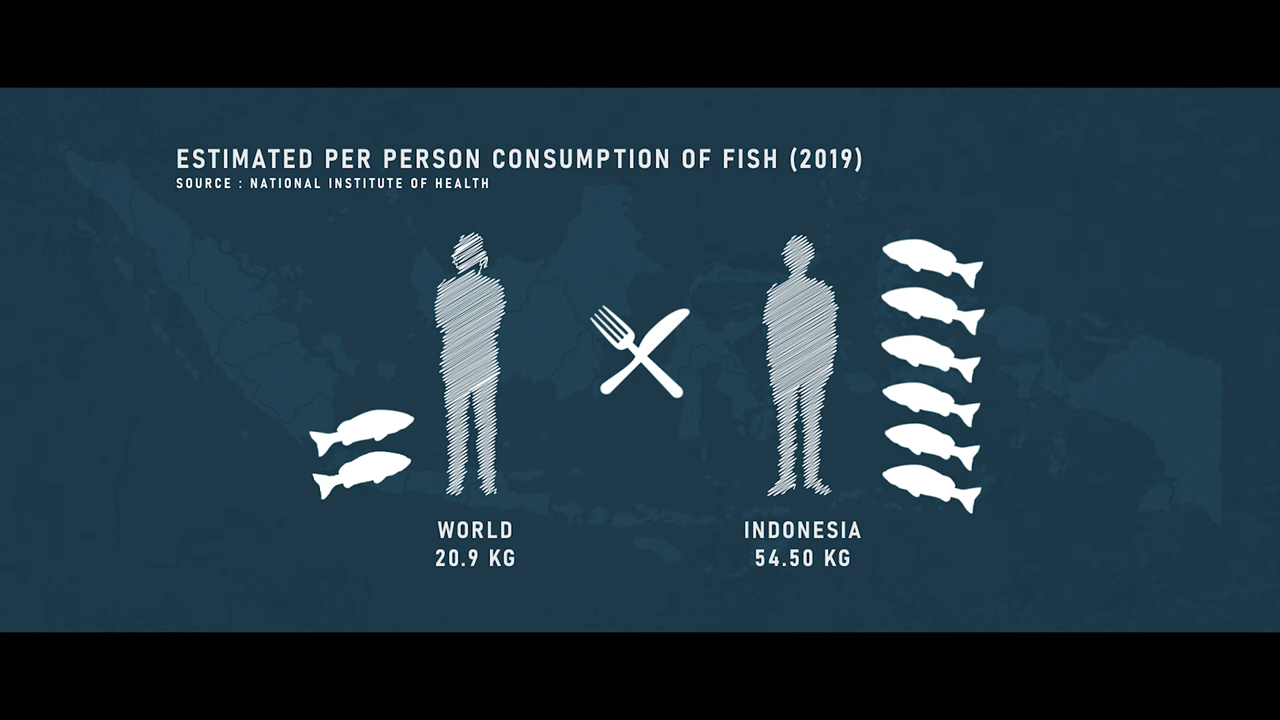 ESTIMATED PER PERSON CONSUMPTION OF FISH (2019)
SOURCE : NATIONAL INSTITUTE OF HEALTH
WORLD
20.9 KG
INDONESIA
54.50 KG